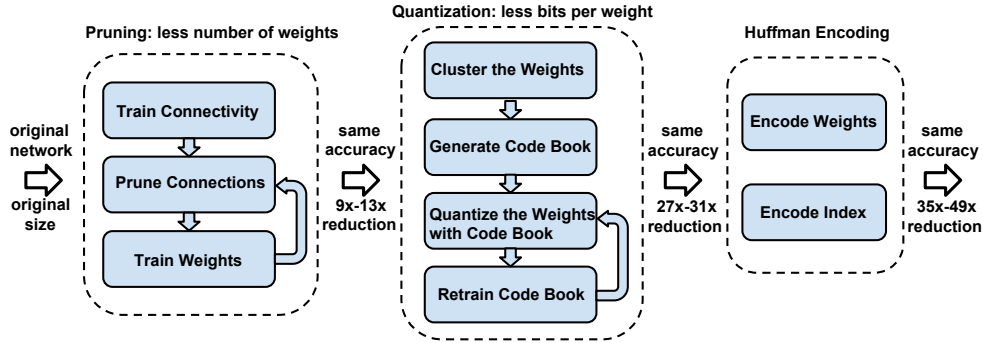 Quantization: less bits per weight
Pruning: less number of weights
Huffman Encoding
original
network
original
size
Train Connectivity
Prune Connections
Train Weights
same
accuracy
9x-13x
reduction
Cluster the Weights
Generate Code Book
Quantize the Weights
with Code Book
Retrain Code Book
same
accuracy
27x-31x
reduction
Encode Weights
Encode Index
same
accuracy
35x-49x
reduction